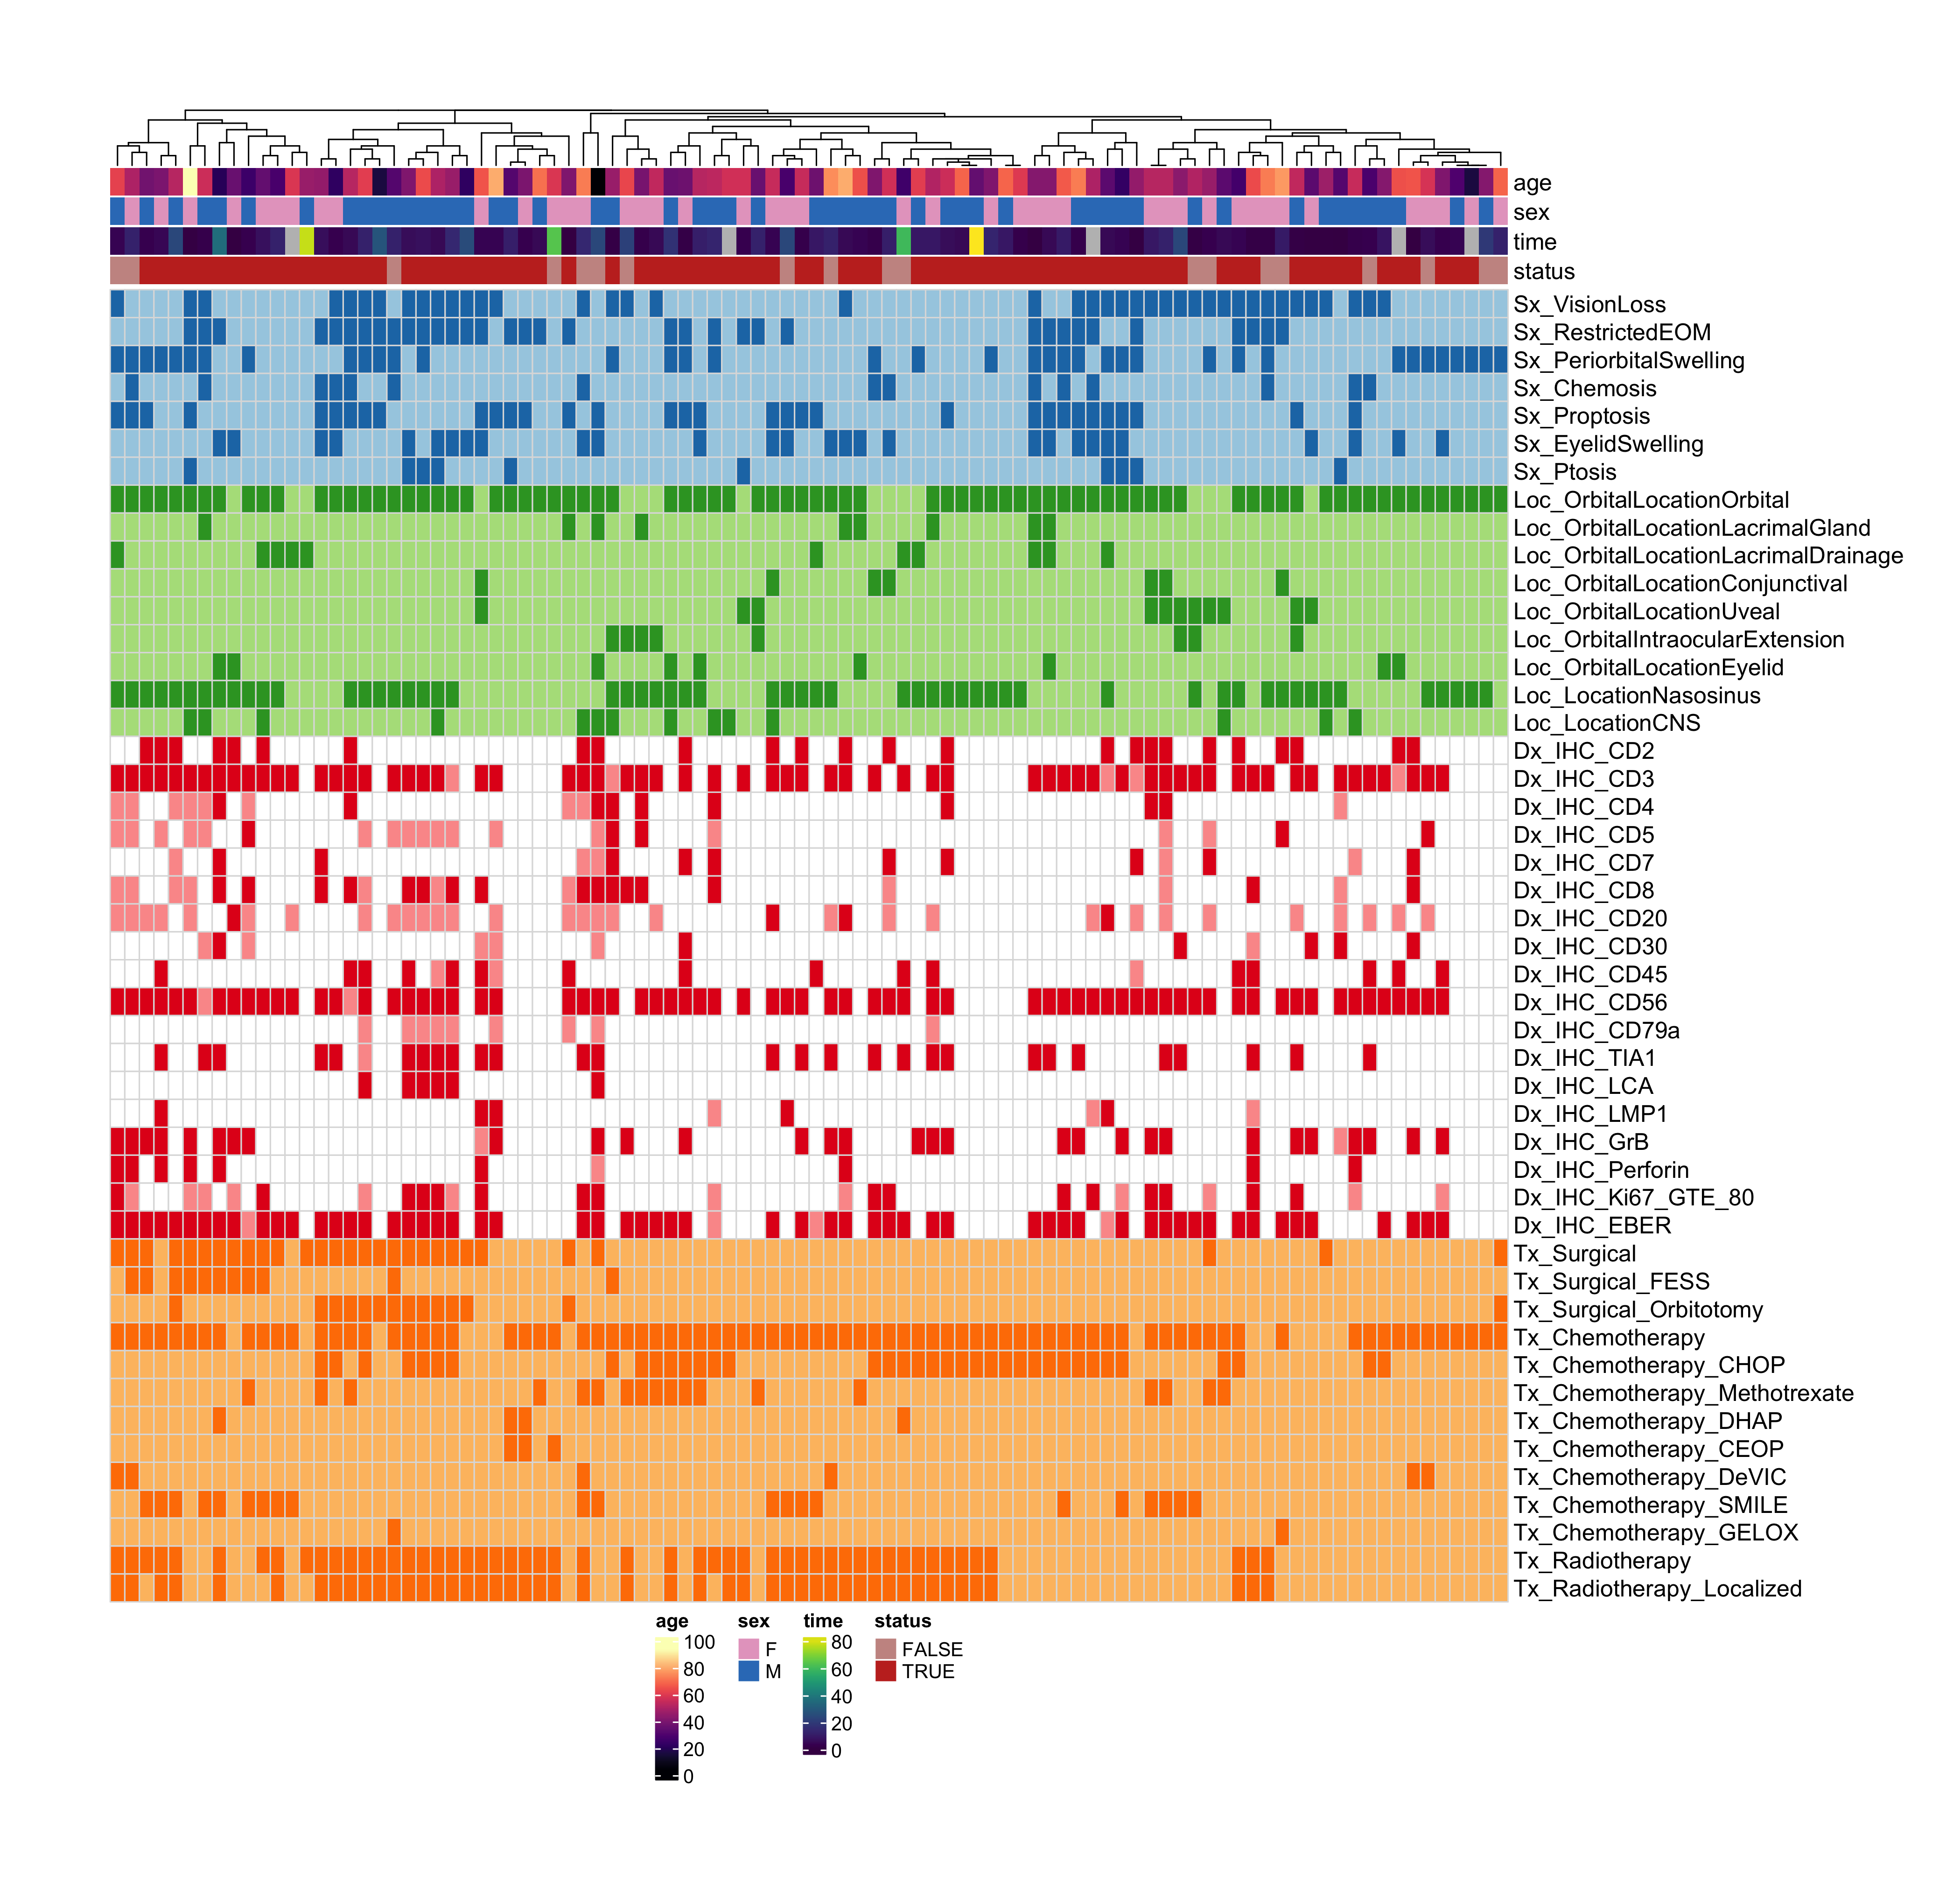 age
sex
time
status
Sx_VisionLoss
Sx_RestrictedEOM
Sx_PeriorbitalSwelling
Sx_Chemosis
Sx_Proptosis
Sx_EyelidSwelling
Sx_Ptosis
Loc_OrbitalLocationOrbital
Loc_OrbitalLocationLacrimalGland
Loc_OrbitalLocationLacrimalDrainage
Loc_OrbitalLocationConjunctival
Loc_OrbitalLocationUveal
Loc_OrbitalIntraocularExtension
Loc_OrbitalLocationEyelid
Loc_LocationNasosinus
Loc_LocationCNS
Dx_IHC_CD2
Dx_IHC_CD3
Dx_IHC_CD4
Dx_IHC_CD5
Dx_IHC_CD7
Dx_IHC_CD8
Dx_IHC_CD20
Dx_IHC_CD30
Dx_IHC_CD45
Dx_IHC_CD56
Dx_IHC_CD79a
Dx_IHC_TIA1
Dx_IHC_LCA
Dx_IHC_LMP1
Dx_IHC_GrB
Dx_IHC_Perforin
Dx_IHC_Ki67_GTE_80
Dx_IHC_EBER
Tx_Surgical
Tx_Surgical_FESS
Tx_Surgical_Orbitotomy
Tx_Chemotherapy
Tx_Chemotherapy_CHOP
Tx_Chemotherapy_Methotrexate
Tx_Chemotherapy_DHAP
Tx_Chemotherapy_CEOP
Tx_Chemotherapy_DeVIC
Tx_Chemotherapy_SMILE
Tx_Chemotherapy_GELOX
Tx_Radiotherapy
Tx_Radiotherapy_Localized
age
100
80
60
40
20
0
sex
F
M
time
80
60
40
20
0
status
FALSE
TRUE